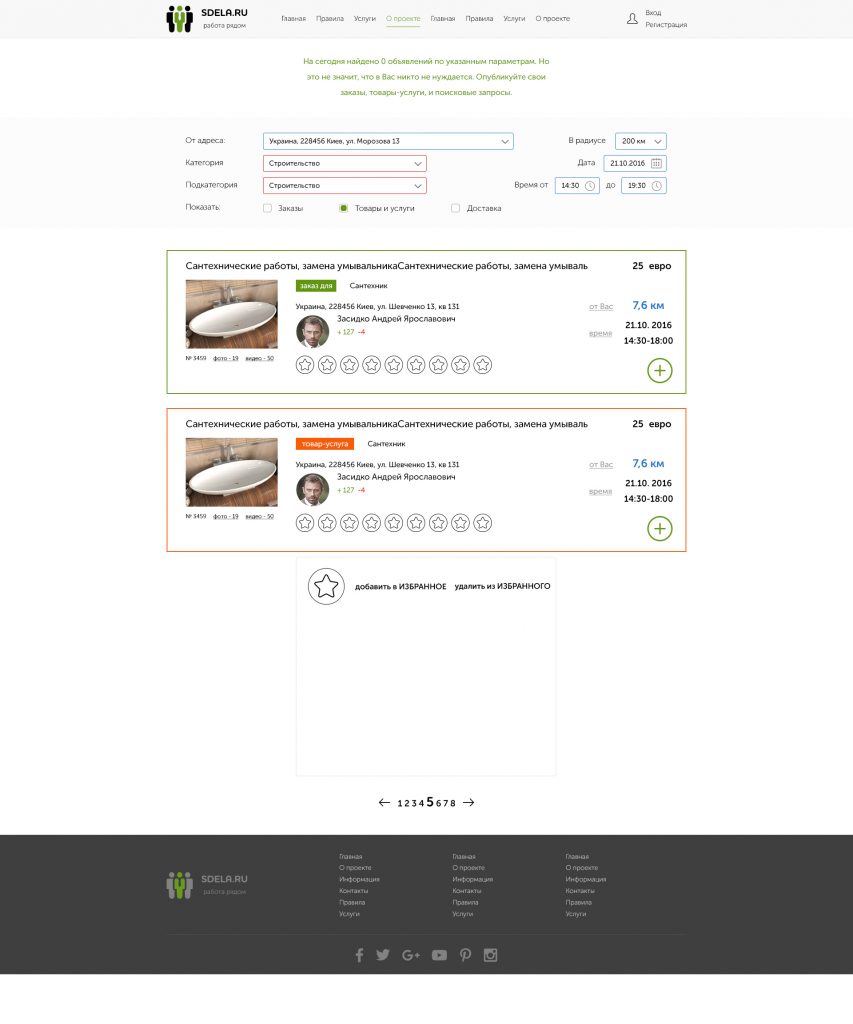 SDELA.RU
работа рядом
Главная Правила Услуги О проекте Главная Правила Услуги О проекте
Вход
Регистрация
На сегодня найдено 0 объявлений по указанным параметрам. Но
это не значит, что в Вас никто не нуждается. Опубликуйте свои
заказы, товары-услуги, и поисковые запросы.
От адреса: Украина, 228456 Киев, ул. Морозова 13 В радиусе 200 км
Категория Строительство Дата 21.10.2016
Подкатегория Строительство Время от 14:30 до 19:30
Показать: Заказы Товары и услуги Доставка
Сантехнические работы, замена умывальникаСантехнические работы, замена умываль 25 евро
заказ для Сантехник
Украина, 228456 Киев, ул. Шевченко 13, кв 131 от Вас 7,6 км
Засидко Андрей Ярославович
+ 127 -4
время 21.10. 2016
14:30-18:00
№ 3459 фото - 19 видео - 50
Сантехнические работы, замена умывальникаСантехнические работы, замена умываль 25 евро
товар-услуга Сантехник
Украина, 228456 Киев, ул. Шевченко 13, кв 131 от Вас 7,6 км
Засидко Андрей Ярославович
+ 127 -4
время 21.10. 2016
14:30-18:00
№ 3459 фото - 19 видео - 50
добавить в ИЗБРАННОЕ удалить из ИЗБРАННОГО
1 2 3 4 5 6 7 8
SDELA.RU
работа рядом
Главная
О проекте
Информация
Контакты
Правила
Услуги
Главная
О проекте
Информация
Контакты
Правила
Услуги
Главная
О проекте
Информация
Контакты
Правила
Услуги